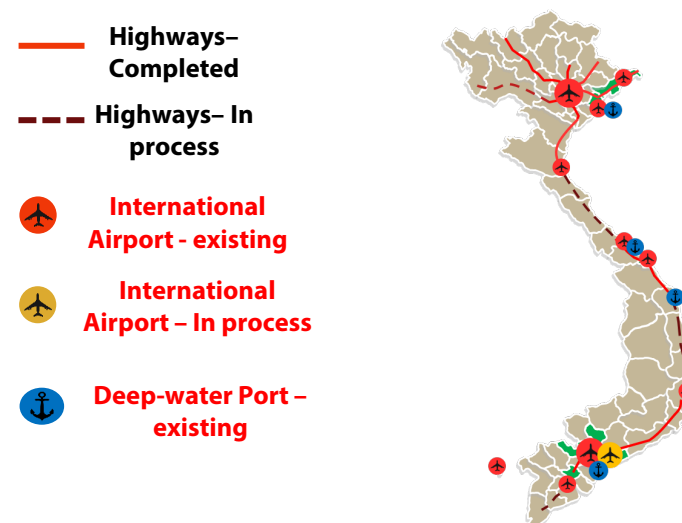 Highways–
Completed
Highways– In
process
International
Airport - existing
International
Airport – In process
Deep-water Port –
existing